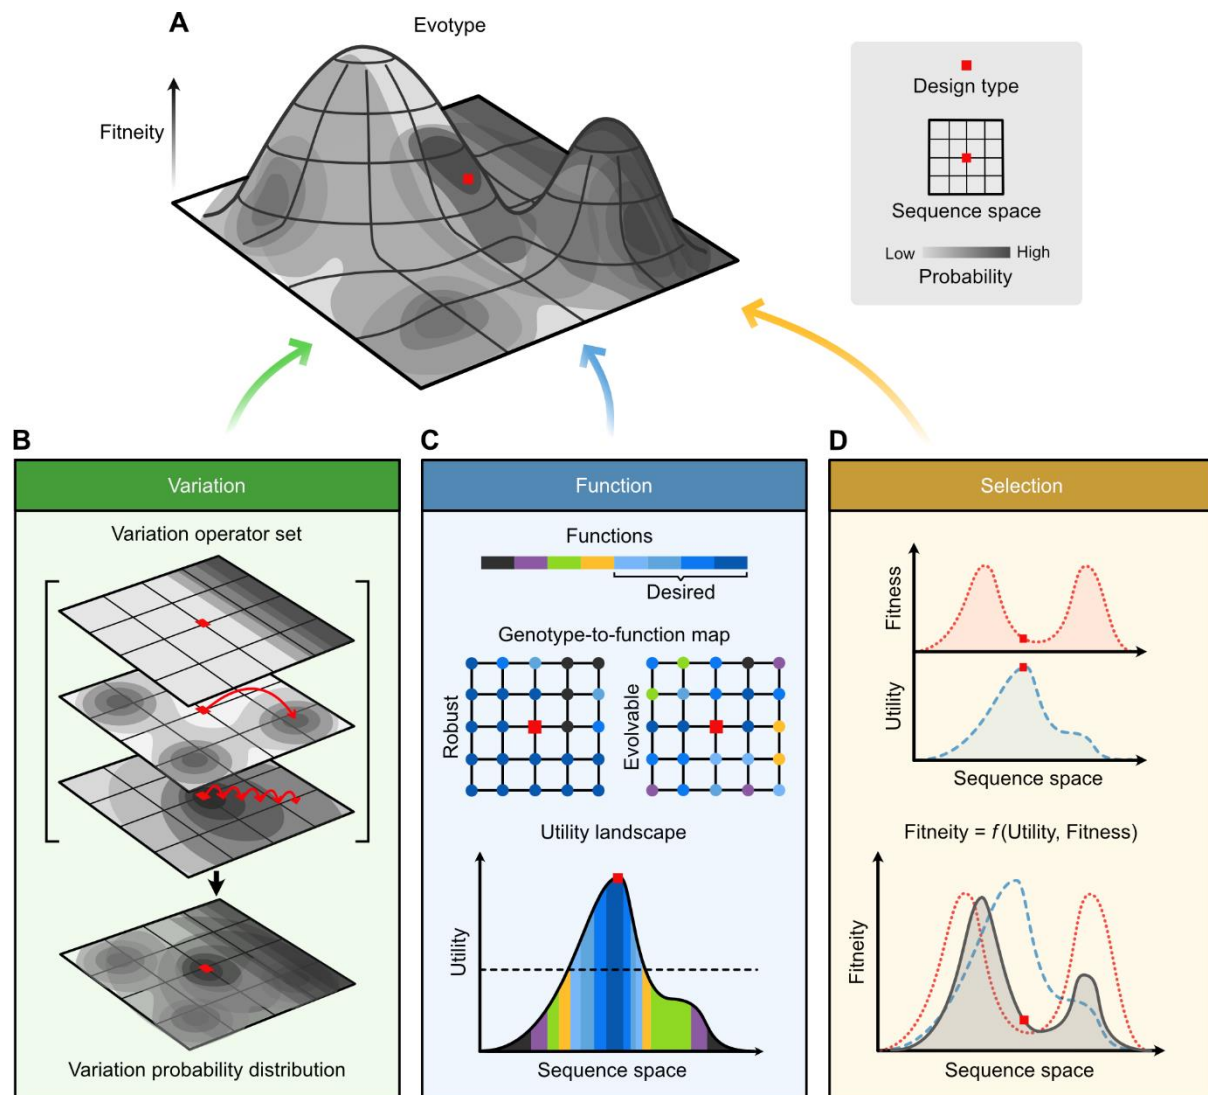 A
Evotype
Fitneity
Design type
Sequence space
Low
High
Probability
B
Variation
Variation operator set
Variation probability distribution
C
Function
Functions
Desired
Genotype-to-function map
Robust
Evolvable
Utility landscape
Utility
Sequence space
D
Selection
Fitness
Utility
Sequence space
Fitneity = f (Utility, Fitness)
Fitneity
Sequence space